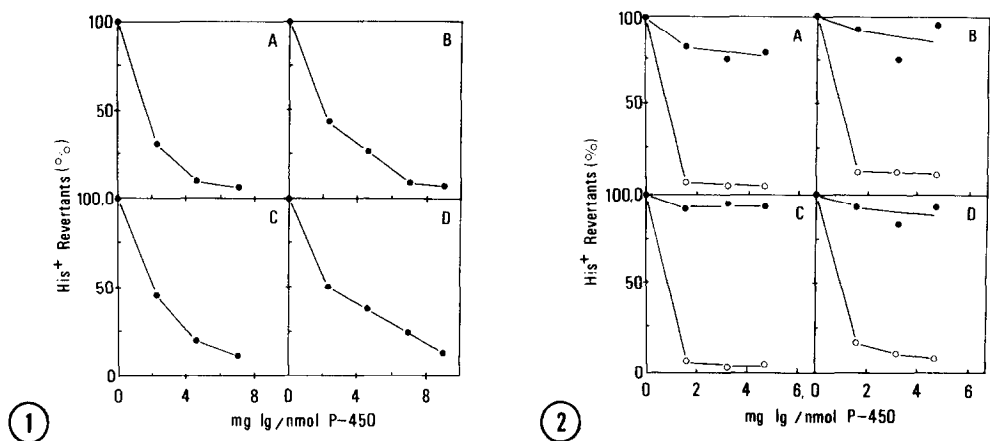 100
A
B
50
100.0
C
D
50
0
0 4 8 0 4 8
His⁺ Revertants (%)
mg Ig/nmol P-450
1
100
A
B
50
100.0
C
D
50
0
0 2 4 6,0 2 4 6
His⁺ Revertants (%)
mg Ig/nmol P-450
2